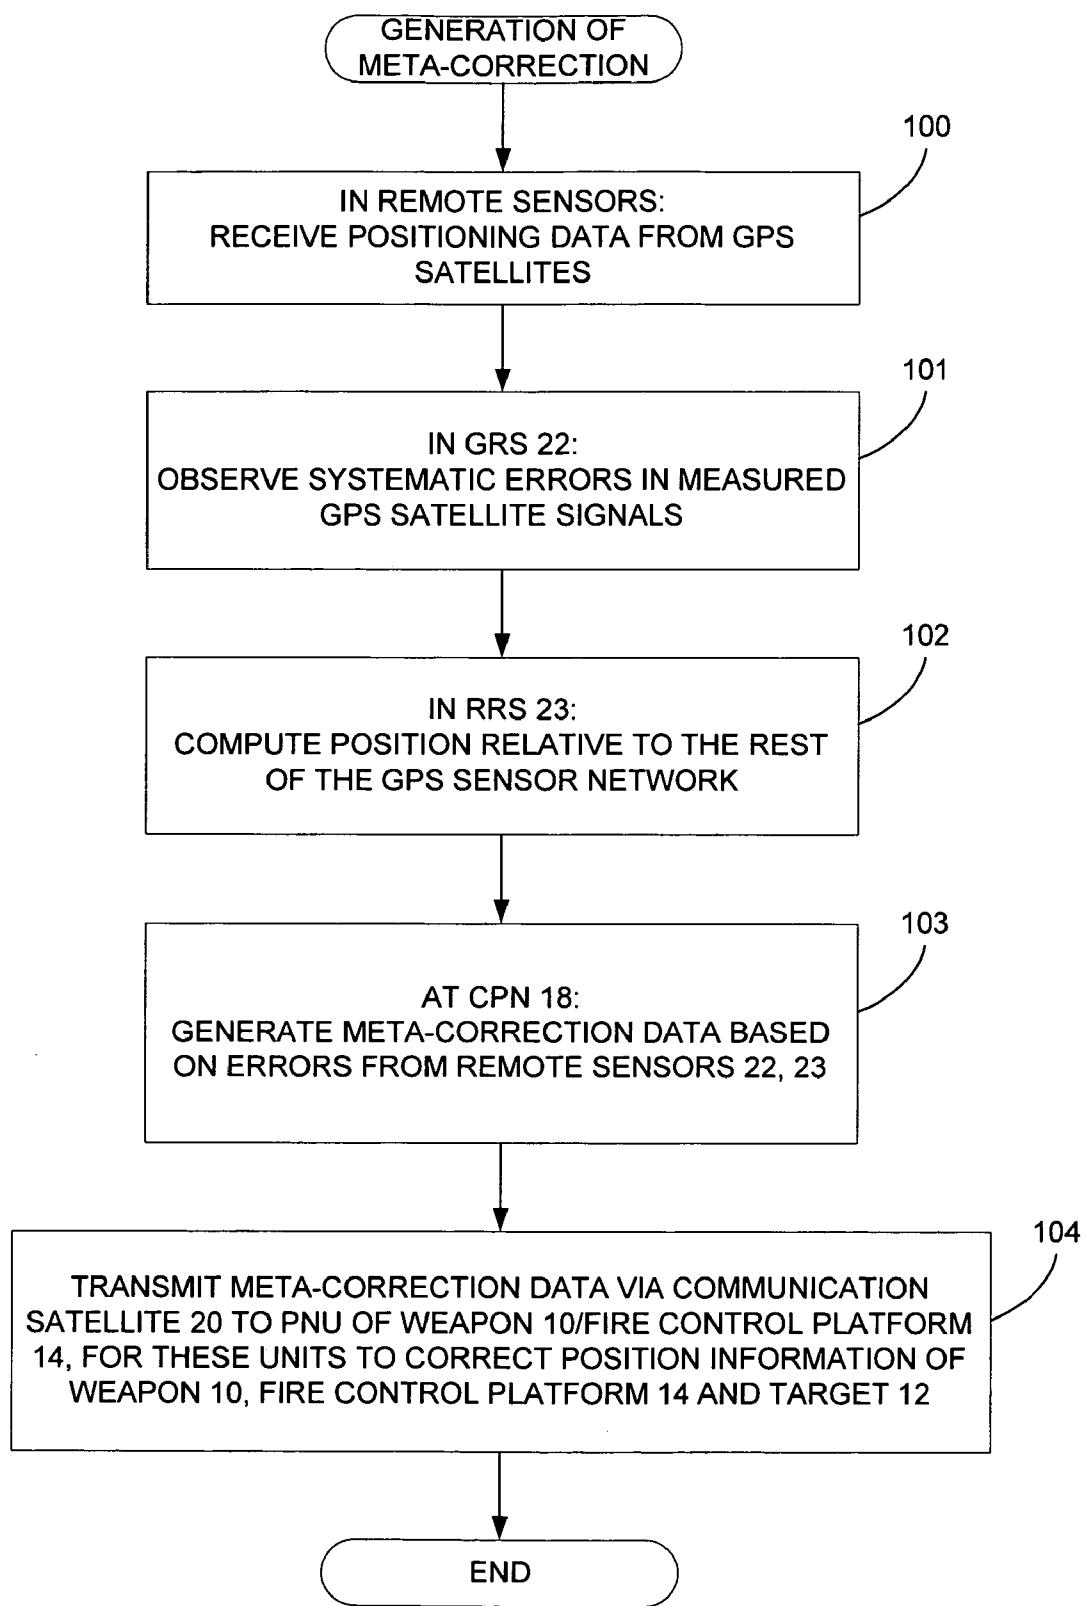 GENERATION OF
META-CORRECTION
100
IN REMOTE SENSORS:
RECEIVE POSITIONING DATA FROM GPS
SATELLITES
101
IN GRS 22:
OBSERVE SYSTEMATIC ERRORS IN MEASURED
GPS SATELLITE SIGNALS
102
IN RRS 23:
COMPUTE POSITION RELATIVE TO THE REST
OF THE GPS SENSOR NETWORK
103
AT CPN 18:
GENERATE META-CORRECTION DATA BASED
ON ERRORS FROM REMOTE SENSORS 22, 23
104
TRANSMIT META-CORRECTION DATA VIA COMMUNICATION
SATELLITE 20 TO PNU OF WEAPON 10/FIRE CONTROL PLATFORM
14, FOR THESE UNITS TO CORRECT POSITION INFORMATION OF
WEAPON 10, FIRE CONTROL PLATFORM 14 AND TARGET 12
END